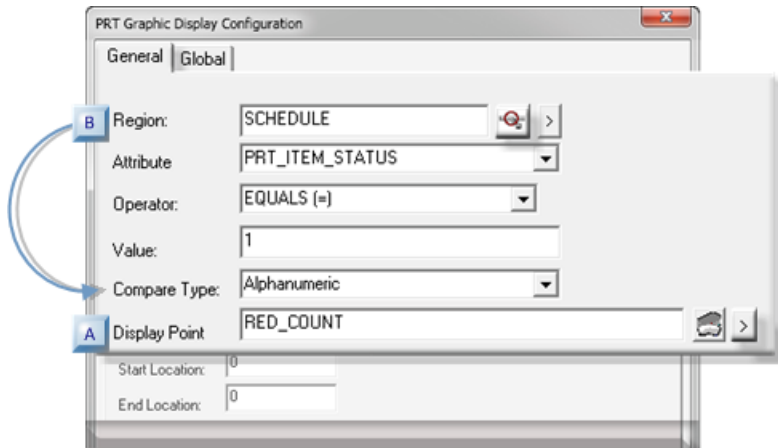 PRT Graphic Display Configuration
General Global
B Region: SCHEDULE >
Attribute PRT_ITEM_STATUS
Operator: EQUALS (=)
Value: 1
Compare Type: Alphanumeric
A Display Point RED_COUNT >
Start Location: 0
End Location: 0